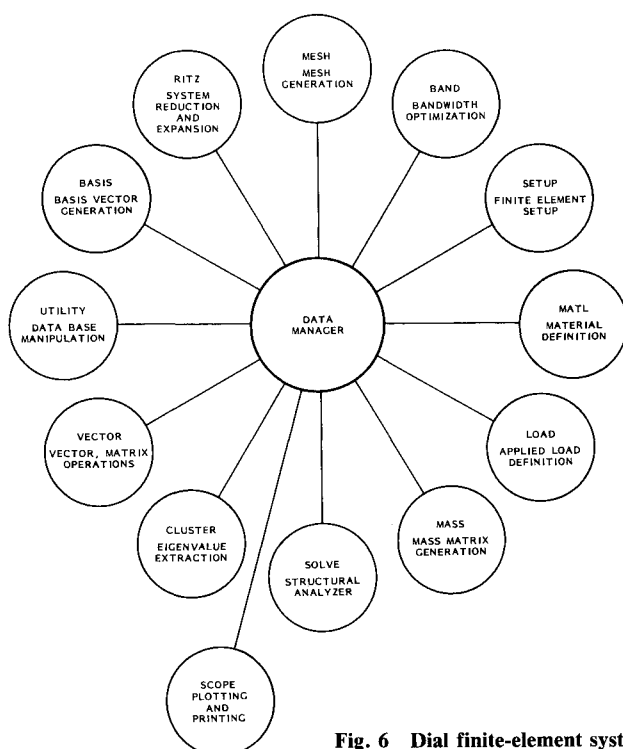 MESH
MESH
GENERATION
RITZ
SYSTEM
REDUCTION
AND
EXPANSION
BAND
BANDWIDTH
OPTIMIZATION
BASIS
BASIS VECTOR
GENERATION
SETUP
FINITE ELEMENT
SETUP
UTILITY
DATA BASE
MANIPULATION
DATA
MANAGER
MATL
MATERIAL
DEFINITION
VECTOR
VECTOR, MATRIX
OPERATIONS
LOAD
APPLIED LOAD
DEFINITION
CLUSTER
EIGENVALUE
EXTRACTION
SOLVE
STRUCTURAL
ANALYZER
MASS
MASS MATRIX
GENERATION
SCOPE
PLOTTING
AND
PRINTING
Fig. 6 Dial finite-element syst